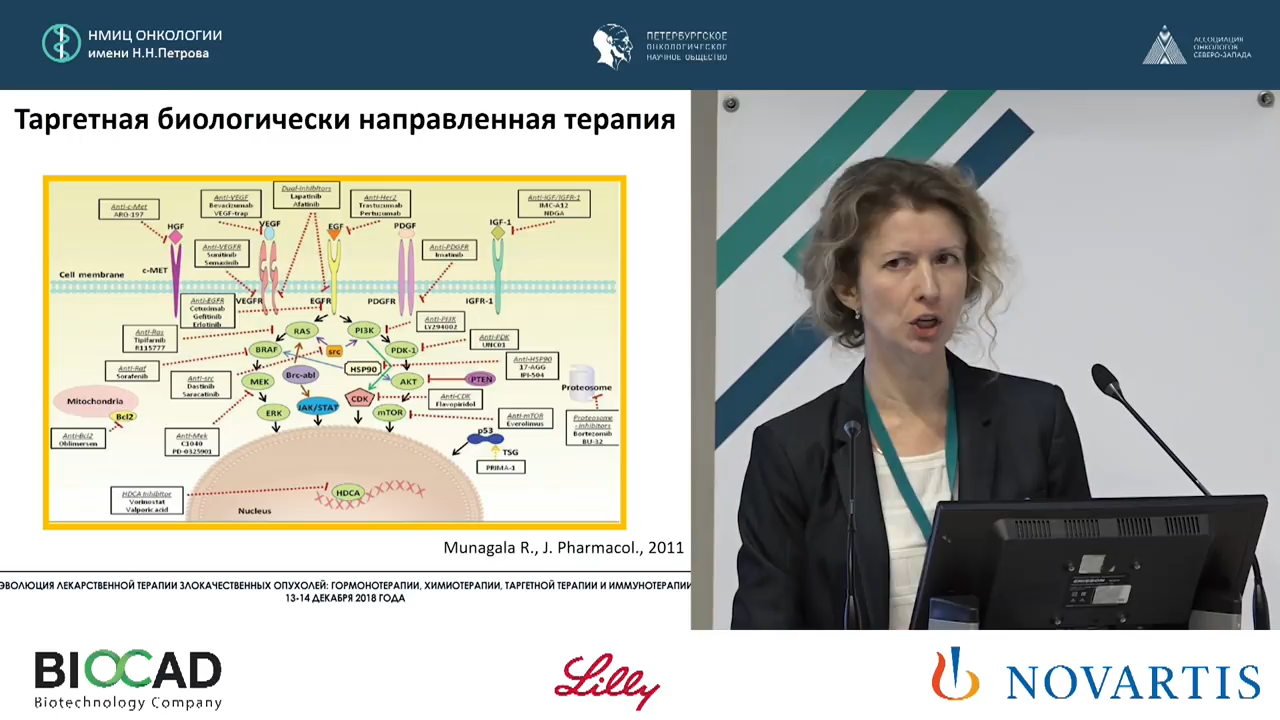 НМИЦ ОНКОЛОГИИ
имени Н.Н.Петрова
ПЕТЕРБУРГСКОЕ
ОНКОЛОГИЧЕСКОЕ
НАУЧНОЕ ОБЩЕСТВО
АССОЦИАЦИЯ
ОНКОЛОГОВ
СЕВЕРО-ЗАПАДА
Таргетная биологически направленная терапия
Anti-c-Met
ARQ-197
Anti-VEGF
Bevacizumab
VEGF-trap
Dual-Inhibitors
Lapatinib
Afatinib
Anti-Her2
Trastuzumab
Pertuzumab
Anti-IGF/IGFR-1
IMC-A12
NDGA
HGF
VEGF
EGF
PDGF
IGF-1
Anti-VEGFR
Sunitinib
Semaxinib
Anti-PDGFR
Imatinib
Cell membrane
c-MET
VEGFR
EGFR
PDGFR
IGFR-1
Anti-EGFR
Cetuximab
Gefitinib
Erlotinib
Anti-Ras
Tipifarnib
R115777
RAS
PI3K
Anti-PI3K
LY294002
Anti-PDK
UNC01
BRAF
src
PDK-1
Anti-Raf
Sorafenib
Anti-src
Dastinib
Saracatinib
MEK
Brc-abl
HSP90
AKT
PTEN
Anti-HSP90
17-AGG
IPI-504
Proteosome
Mitochondria
Bcl2
Anti-Bcl2
Oblimersen
ERK
JAK/STAT
CDK
mTOR
Anti-CDK
Flavopiridol
Anti-mTOR
Everolimus
Proteosome
-Inhibitors
Bortezomib
BU-32
Anti-Mek
C1040
PD-0325901
p53
TSG
PRIMA-1
HDCA Inhibitor
Vorinostat
Valporic acid
HDCA
Nucleus
Munagala R., J. Pharmacol., 2011
ЭВОЛЮЦИЯ ЛЕКАРСТВЕННОЙ ТЕРАПИИ ЗЛОКАЧЕСТВЕННЫХ ОПУХОЛЕЙ: ГОРМОНОТЕРАПИИ, ХИМИОТЕРАПИИ, ТАРГЕТНОЙ ТЕРАПИИ И ИММУНОТЕРАПИИ
13-14 ДЕКАБРЯ 2018 ГОДА
BIOCAD
Biotechnology Company
Lilly
NOVARTIS